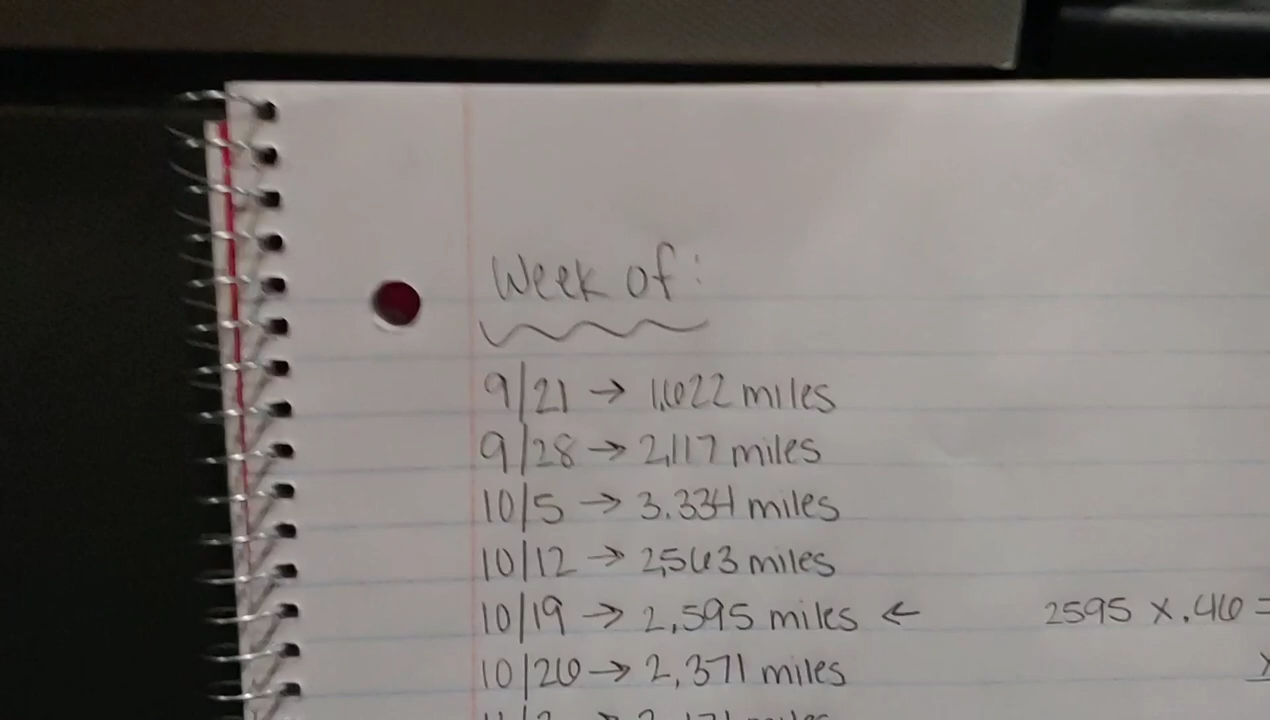 Week of:
9/21 → 1,622 miles
9/28 → 2,117 miles
10/5 → 3.334 miles
10/12 → 2,563 miles
10/19 → 2,595 miles ← 2595 x .46 =
10/26 → 2,371 miles